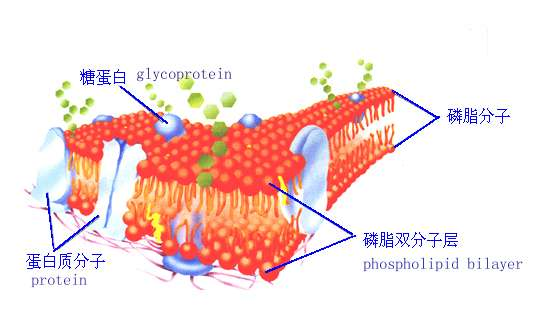 糖蛋白 glycoprotein
磷脂分子
磷脂双分子层
phospholipid bilayer
蛋白质分子
protein